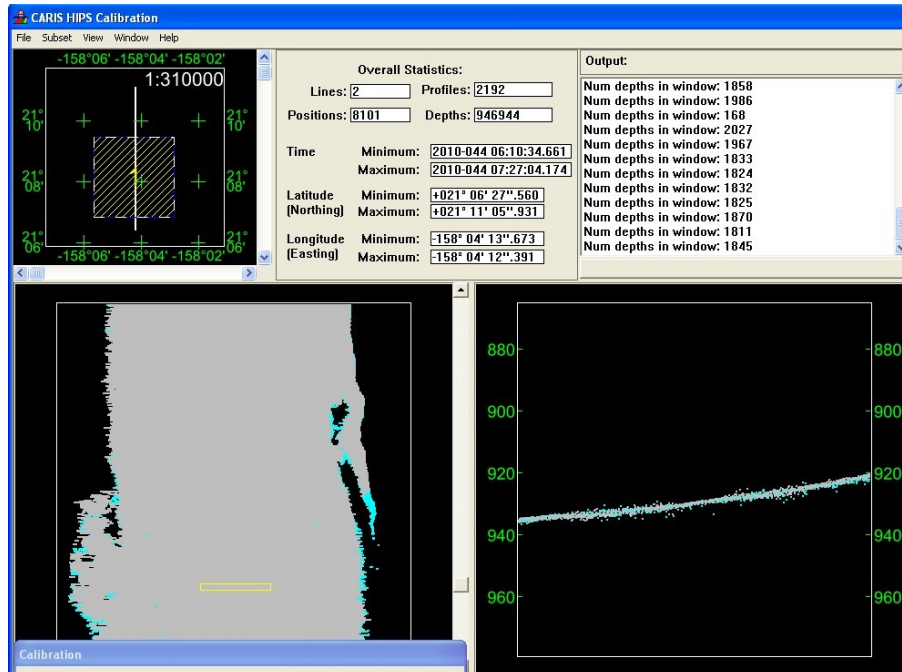 CARIS HIPS Calibration
File Subset View Window Help
-158°06' -158°04' -158°02'
1:310000
21° 10' 21° 10'
21° 08' 21° 08'
21° 06' 21° 06'
-158°06' -158°04' -158°02'
Overall Statistics:
Lines: 2 Profiles: 2192
Positions: 8101 Depths: 946944
Time Minimum: 2010-044 06:10:34.661
Maximum: 2010-044 07:27:04.174
Latitude (Northing) Minimum: +021° 06' 27".560
Maximum: +021° 11' 05".931
Longitude (Easting) Minimum: -158° 04' 13".673
Maximum: -158° 04' 12".391
Output:
Num depths in window: 1858
Num depths in window: 1986
Num depths in window: 168
Num depths in window: 2027
Num depths in window: 1967
Num depths in window: 1833
Num depths in window: 1824
Num depths in window: 1832
Num depths in window: 1825
Num depths in window: 1870
Num depths in window: 1811
Num depths in window: 1845
880 880
900 900
920 920
940 940
960 960
Calibration